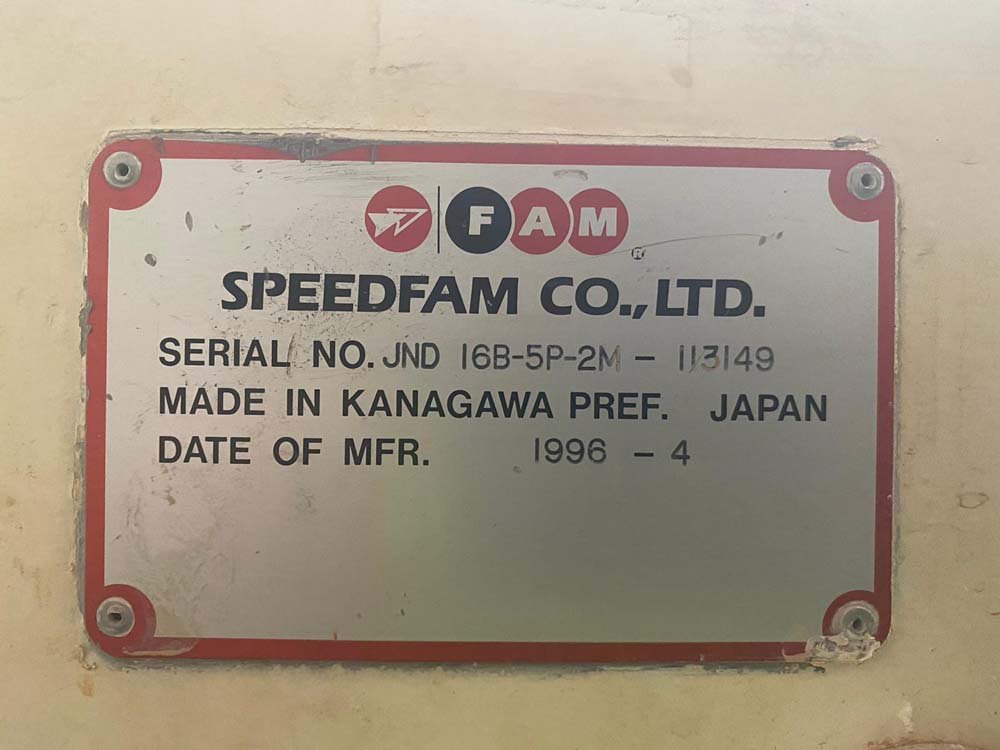 FAM
®
SPEEDFAM CO.,LTD.
SERIAL NO. JND 16B-5P-2M - 113149
MADE IN KANAGAWA PREF. JAPAN
DATE OF MFR. 1996 - 4